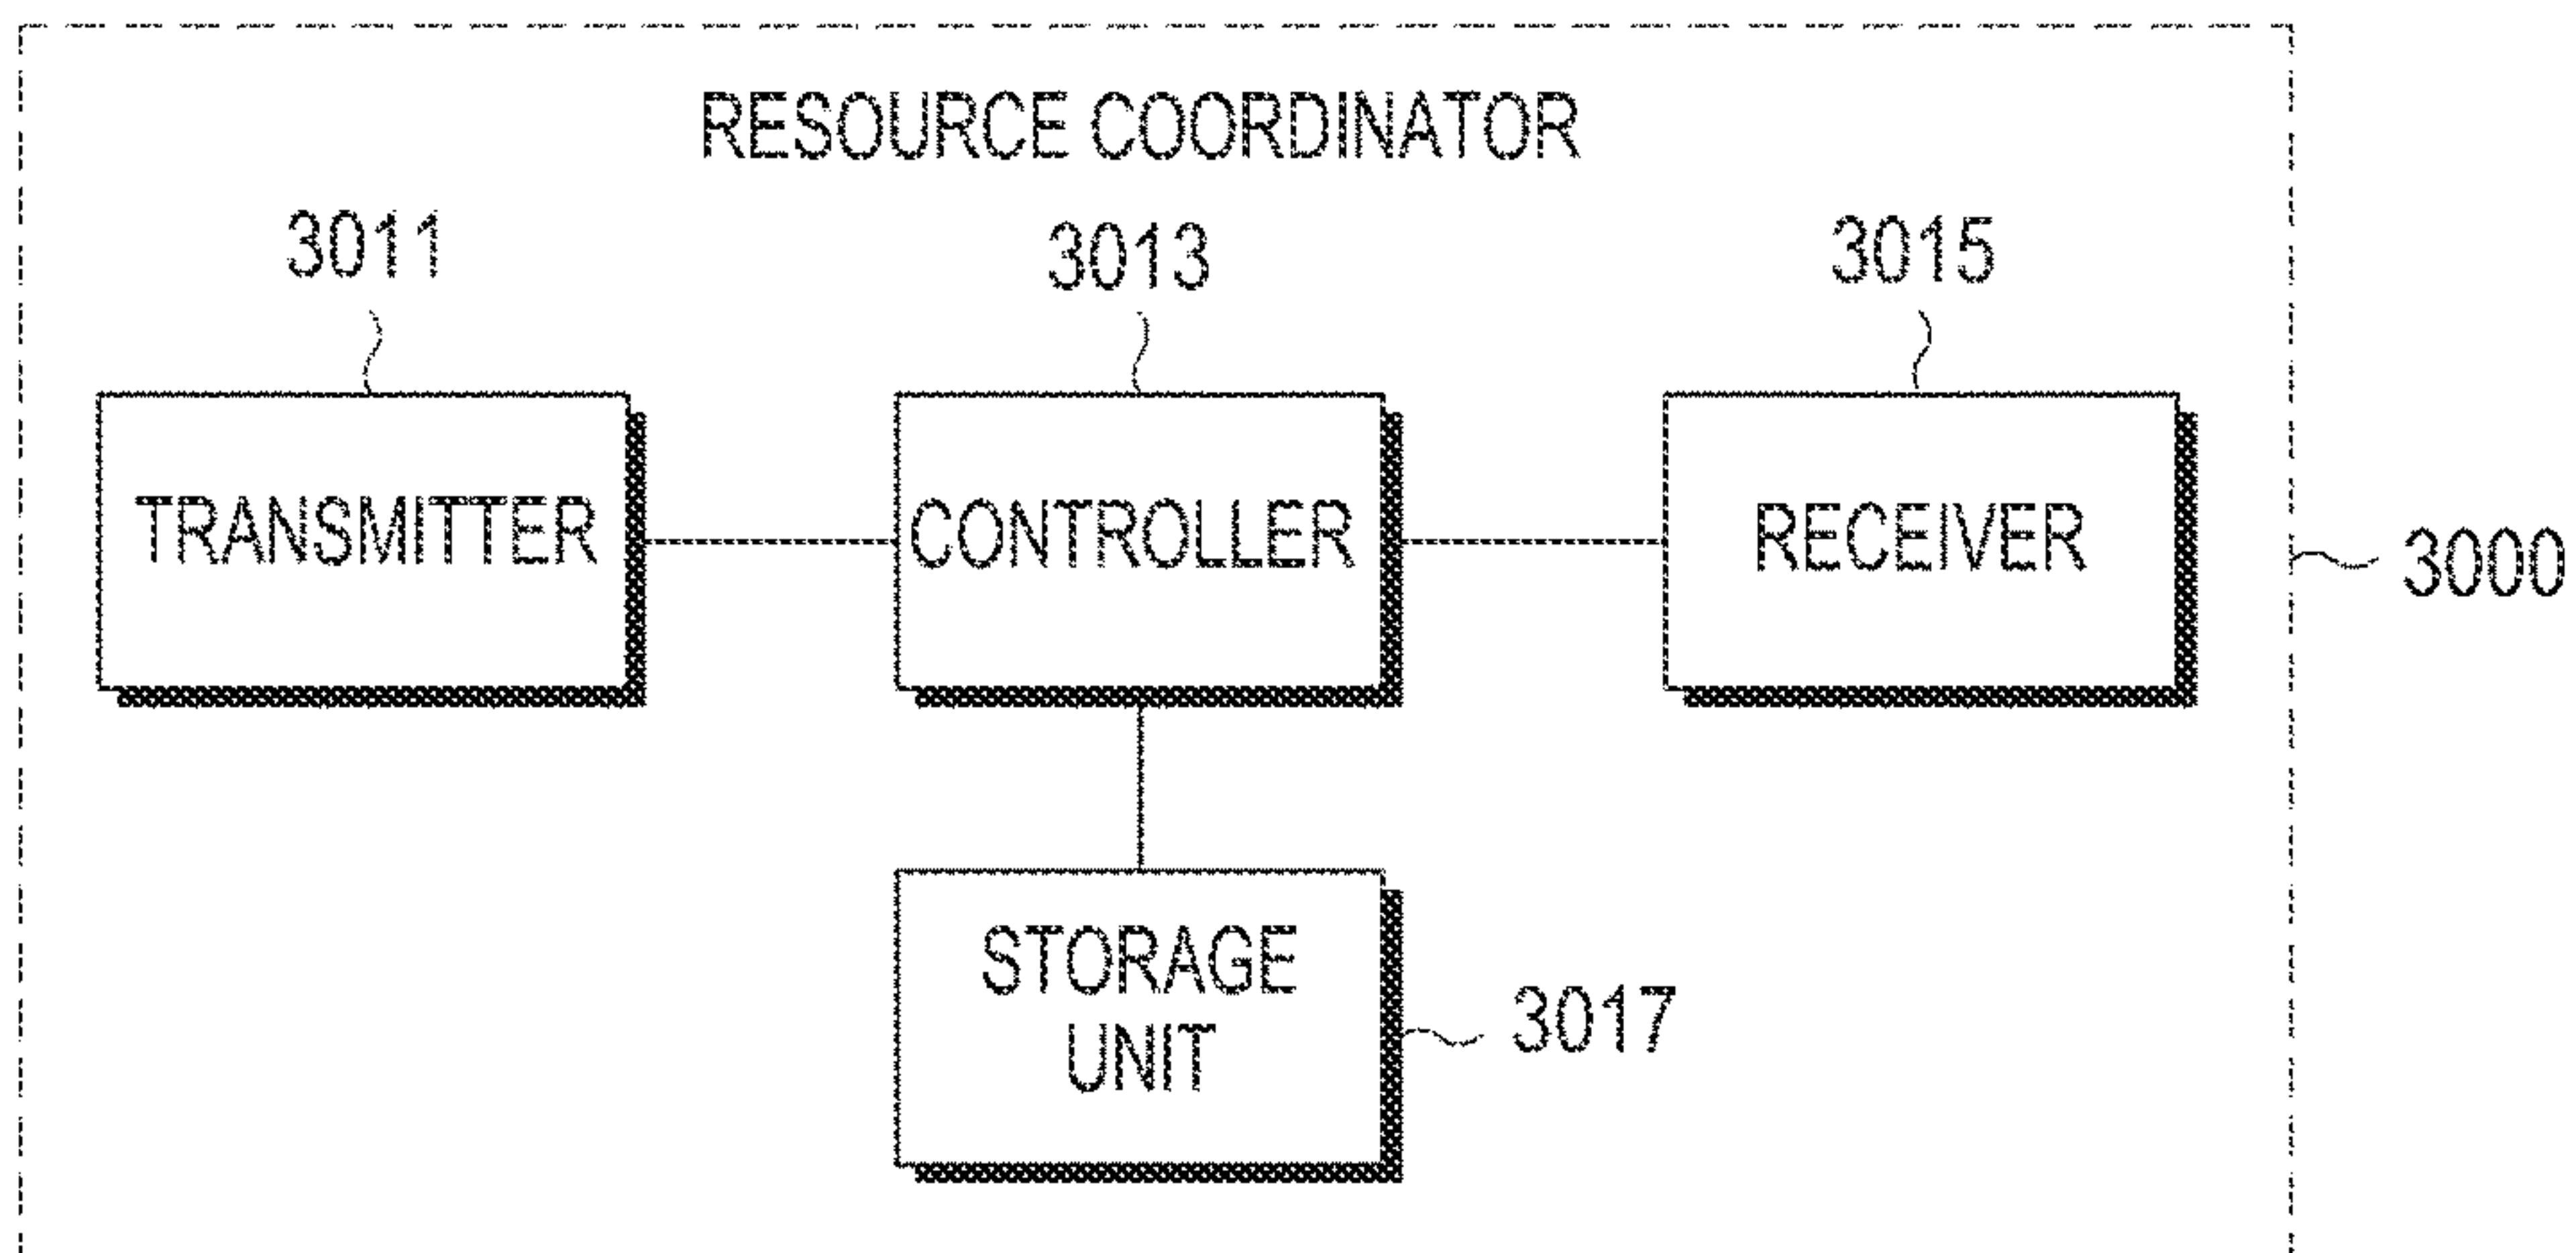 RESOURCE COORDINATOR
3011
3013
3015
TRANSMITTER
CONTROLLER
RECEIVER
3000
STORAGE
UNIT
3017